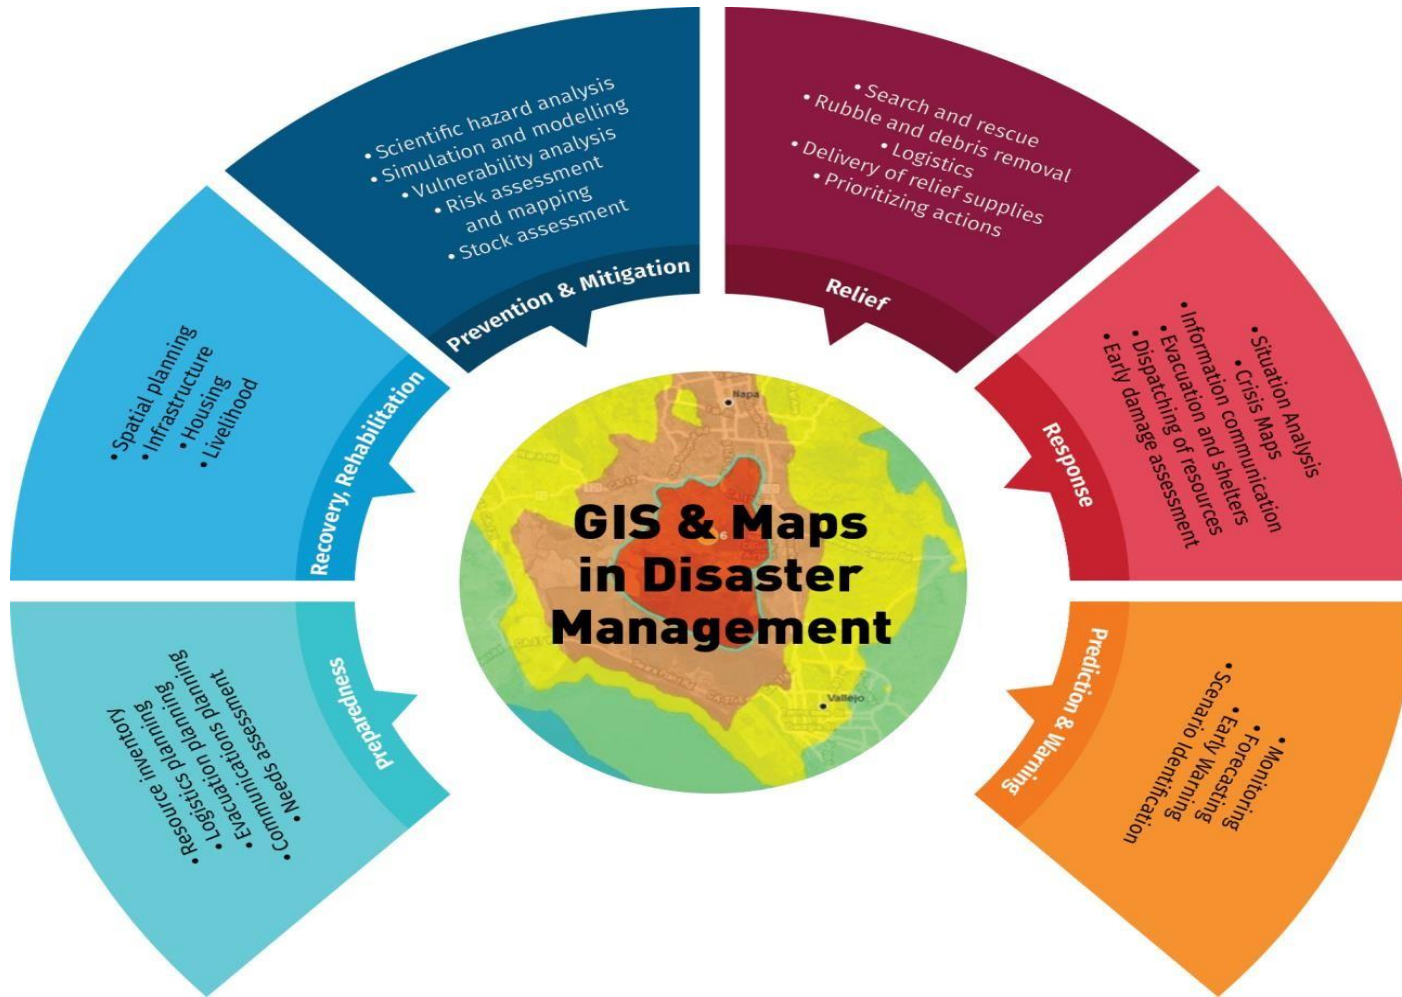 • Scientific hazard analysis
• Simulation and modelling
• Vulnerability analysis
• Risk assessment
and mapping
• Stock assessment
Prevention & Mitigation
• Search and rescue
• Rubble and debris removal
• Logistics
• Delivery of relief supplies
• Prioritizing actions
Relief
• Situation Analysis
• Crisis Maps
• Information communication
• Evacuation and shelters
• Dispatching of resources
• Early damage assessment
Response
• Monitoring
• Forecasting
• Early Warning
• Scenario Identification
Prediction & Warning
• Spatial planning
• Infrastructure
• Housing
• Livelihood
Recovery, Rehabilitation
• Resource inventory
• Logistics planning
• Evacuation planning
• Communications planning
• Needs assessment
Preparedness
Napa
GIS & Maps
in Disaster
Management
Vallejo